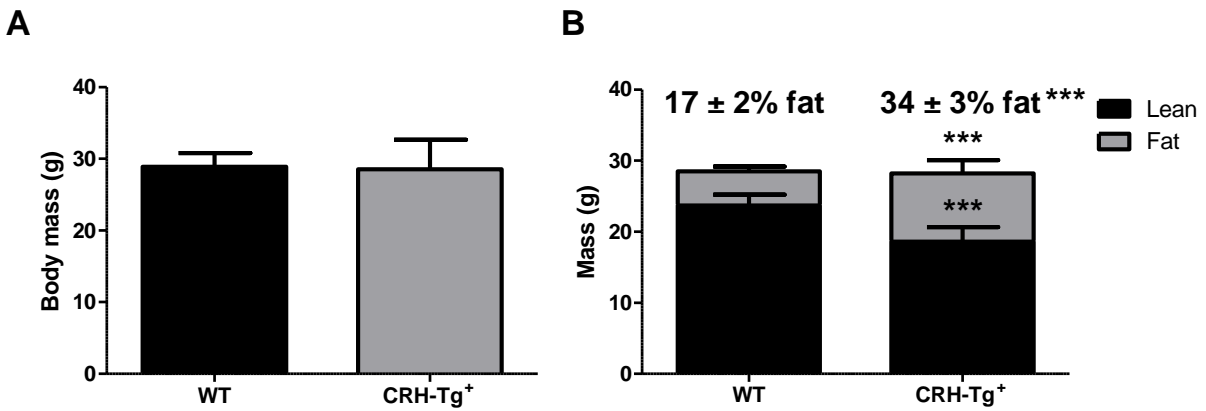 A
Body mass (g)
40
30
20
10
0
WT
CRH-Tg+
B
Mass (g)
40
30
20
10
0
17 ± 2% fat
34 ± 3% fat ***
***
***
WT
CRH-Tg+
Lean
Fat